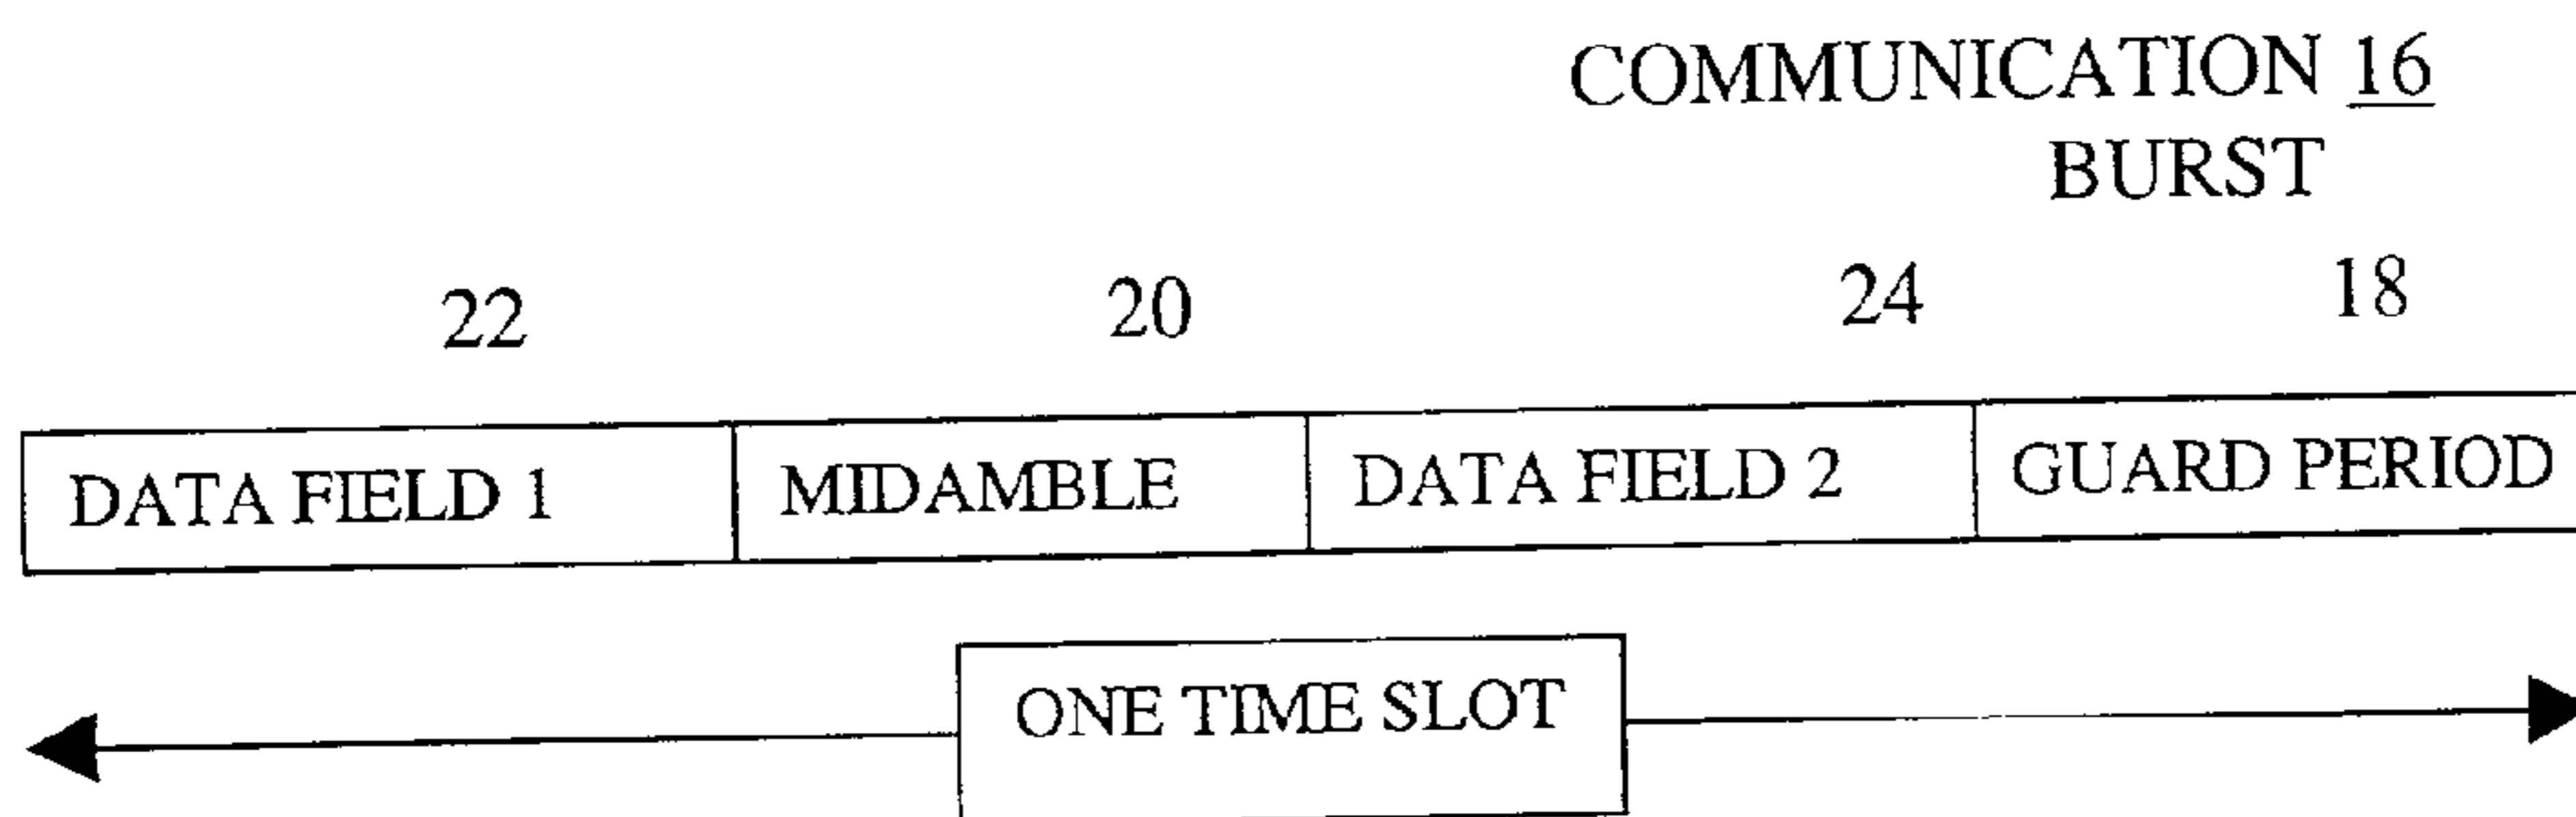 COMMUNICATION 16
BURST
22 20 24 18
DATA FIELD 1 MIDAMBLE DATA FIELD 2 GUARD PERIOD
ONE TIME SLOT